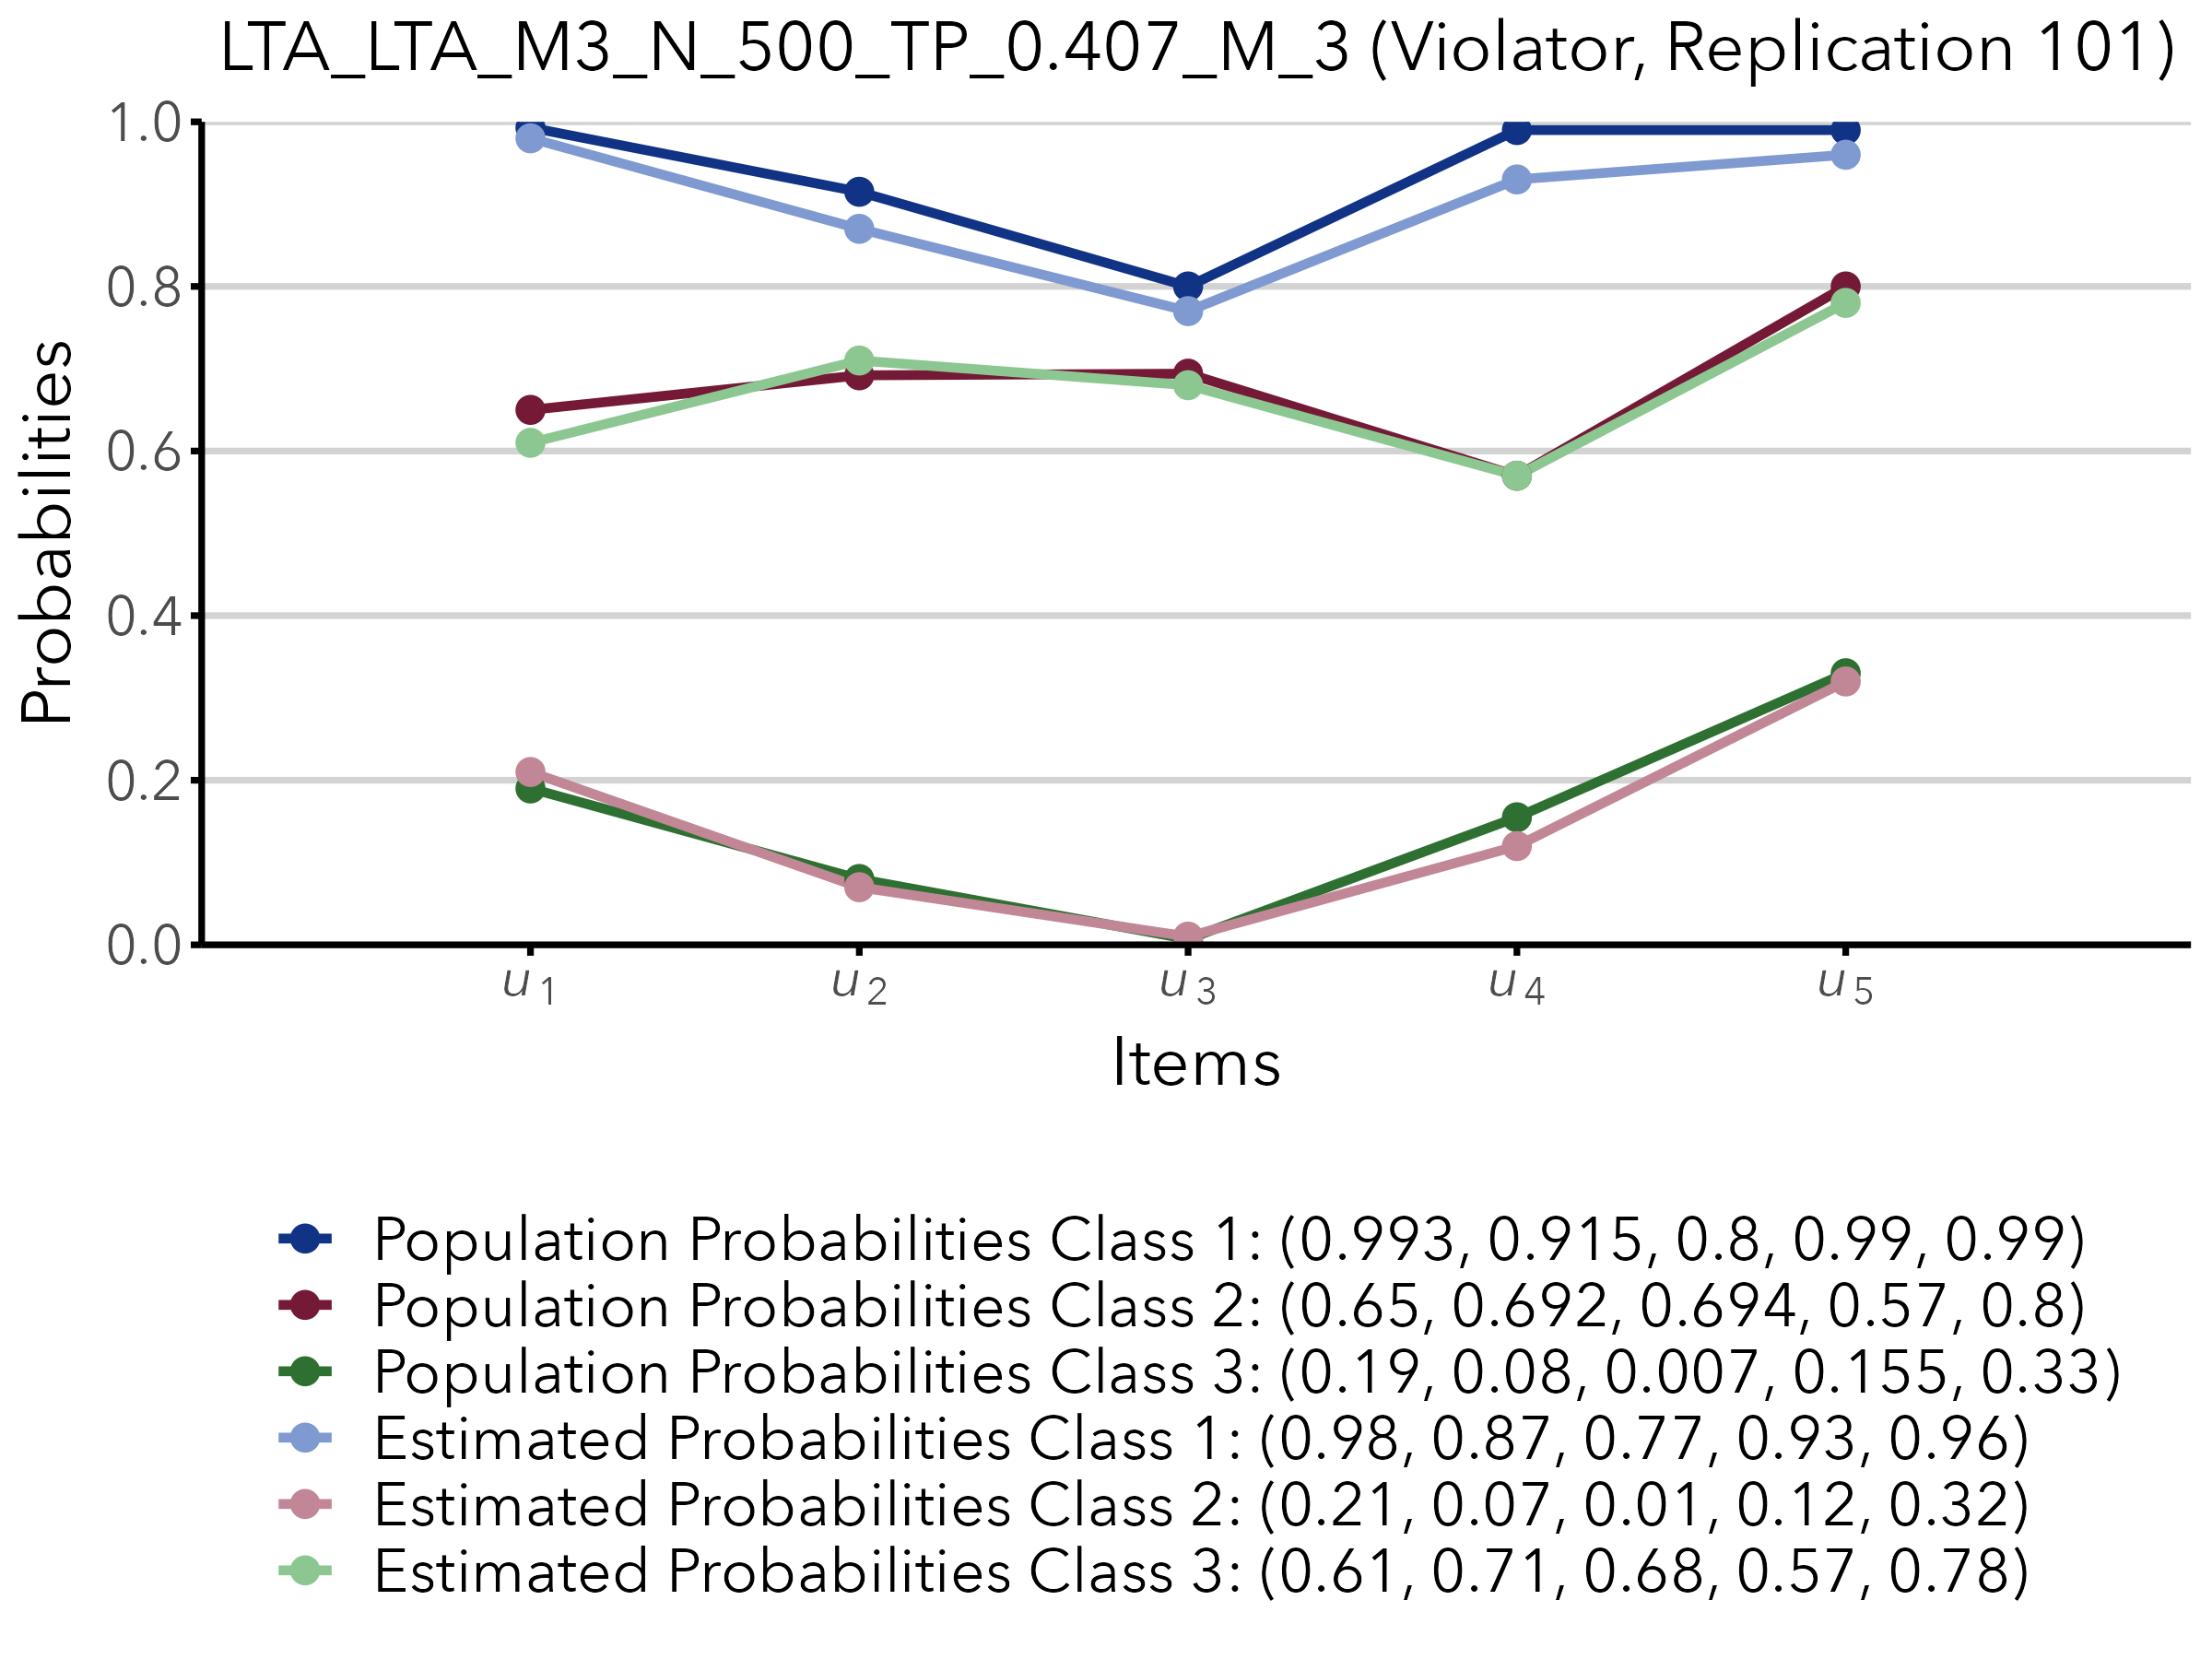 LTA_LTA_M3_N_500_TP_0.407_M_3 (Violator, Replication 101)
Probabilities
1.0
0.8
0.6
0.4
0.2
0.0
u1 u2 u3 u4 u5
Items
Population Probabilities Class 1: (0.993, 0.915, 0.8, 0.99, 0.99)
Population Probabilities Class 2: (0.65, 0.692, 0.694, 0.57, 0.8)
Population Probabilities Class 3: (0.19, 0.08, 0.007, 0.155, 0.33)
Estimated Probabilities Class 1: (0.98, 0.87, 0.77, 0.93, 0.96)
Estimated Probabilities Class 2: (0.21, 0.07, 0.01, 0.12, 0.32)
Estimated Probabilities Class 3: (0.61, 0.71, 0.68, 0.57, 0.78)